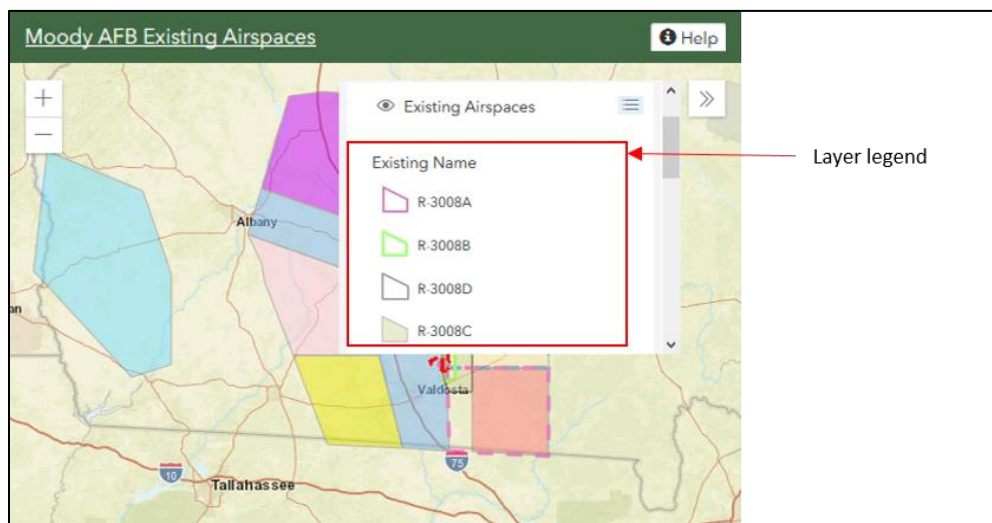 Moody AFB Existing Airspaces
Help
Existing Airspaces
Layer legend
Existing Name
R-3008A
Albany
R-3008B
R-3008D
R-3008C
Valdosta
75
10
Tallahassee